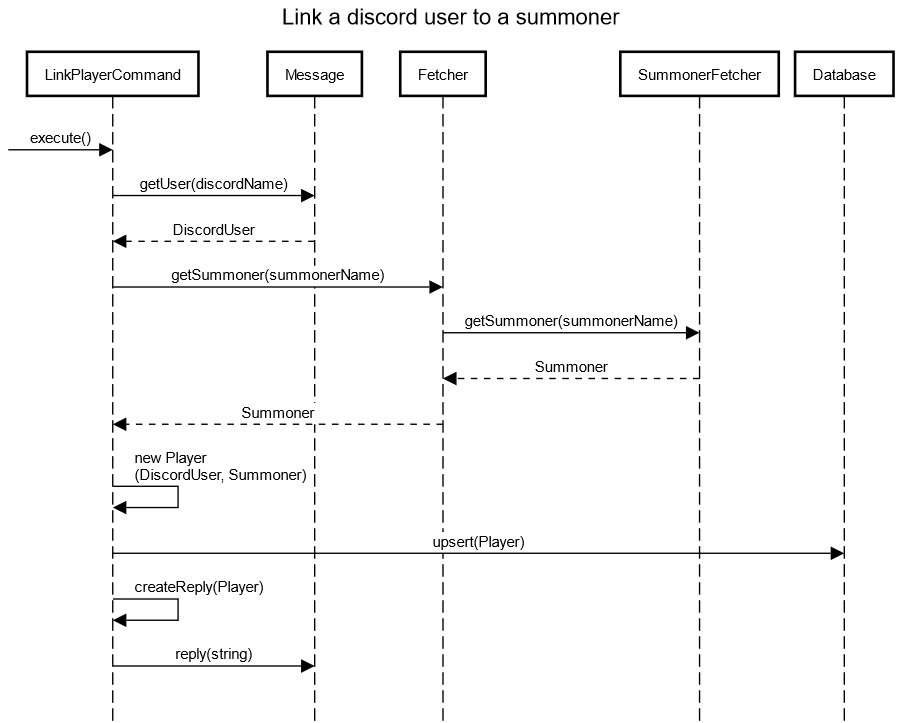 Link a discord user to a summoner
LinkPlayerCommand
Message
Fetcher
SummonerFetcher
Database
execute()
getUser(discordName)
DiscordUser
getSummoner(summonerName)
getSummoner(summonerName)
Summoner
Summoner
new Player
(DiscordUser, Summoner)
upsert(Player)
createReply(Player)
reply(string)